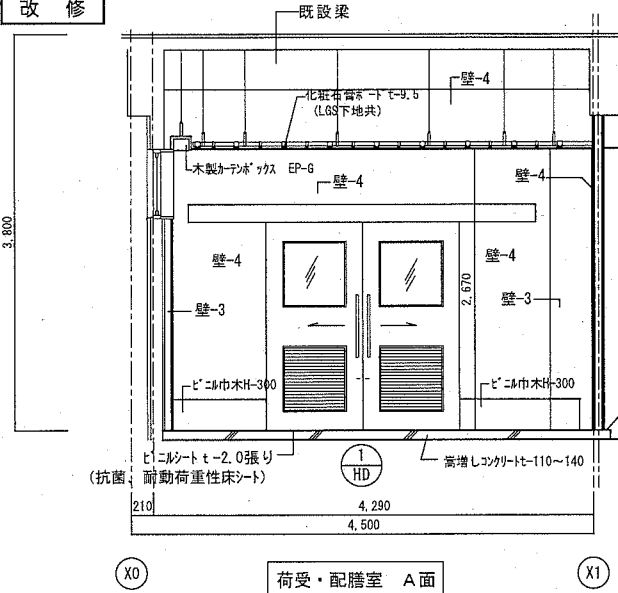 改 修
既設梁
壁-4
化粧石膏ボード t-9.5
(LGS下地共)
木製カーテンボックス EP-G
壁-4
壁-4
3,800
壁-4
壁-4
2,670
壁-3
壁-3
ビニル巾木H-300
ビニル巾木H-300
ビニルシート t-2.0張り
(抗菌、耐動荷重性床シート)
1
HD
嵩増しコンクリートt-110~140
210
4,290
4,500
X0
荷受・配膳室 A面
X1